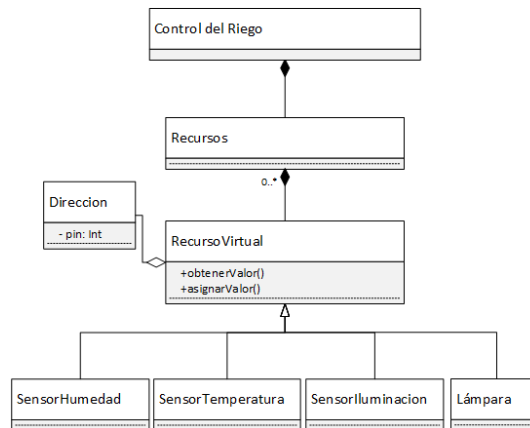 Control del Riego
Recursos
0..*
Direccion
- pin: Int
RecursoVirtual
+obtenerValor()
+asignarValor()
SensorHumedad
SensorTemperatura
SensorIluminacion
Lámpara